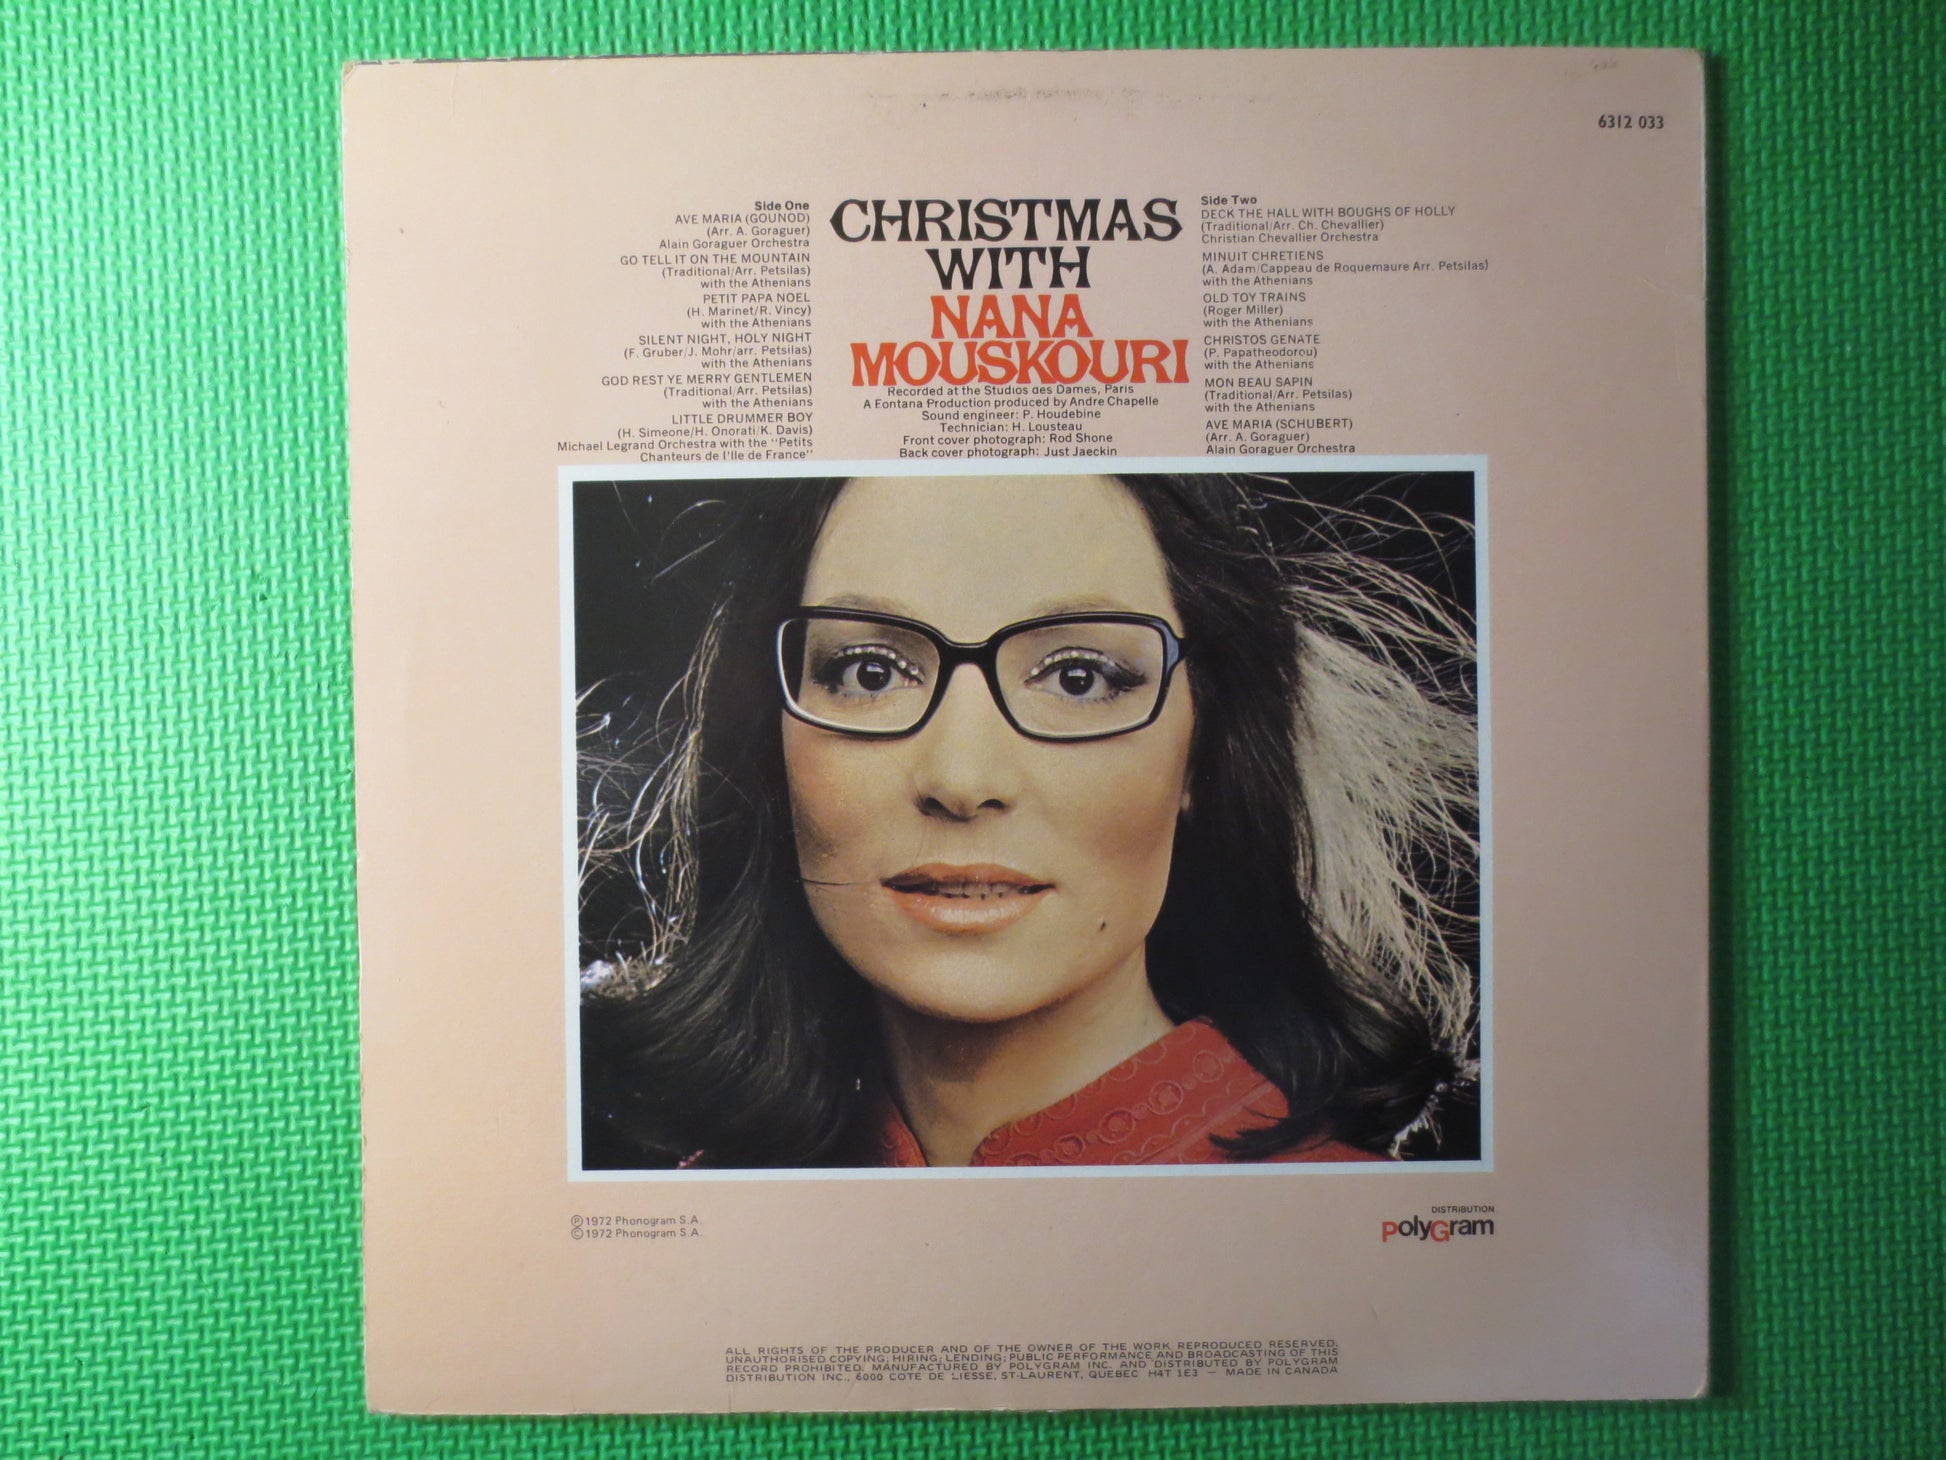 6312 033
Side One
AVE MARIA (GOUNOD)
(Arr. A. Goraguer)
Alain Goraguer Orchestra
GO TELL IT ON THE MOUNTAIN
(Traditional/Arr. Petsilas)
with the Athenians
PETIT PAPA NOEL
(H. Marinet/R. Vincy)
with the Athenians
SILENT NIGHT, HOLY NIGHT
(F. Gruber/J. Mohr/arr. Petsilas)
with the Athenians
GOD REST YE MERRY GENTLEMEN
(Traditional/Arr. Petsilas)
with the Athenians
LITTLE DRUMMER BOY
(H. Simeone/H. Onorati/K. Davis)
Michael Legrand Orchestra with the "Petits
Chanteurs de l'Ile de France"
CHRISTMAS
WITH
NANA
MOUSKOURI
Recorded at the Studios des Dames, Paris
A Fontana Production produced by Andre Chapelle
Sound engineer: P. Houdebine
Technician: H. Lousteau
Front cover photograph: Rod Shone
Back cover photograph: Just Jaeckin
Side Two
DECK THE HALL WITH BOUGHS OF HOLLY
(Traditional/Arr. Ch. Chevallier)
Christian Chevallier Orchestra
MINUIT CHRETIENS
(A. Adam/Cappeau de Roquemaure Arr. Petsilas)
with the Athenians
OLD TOY TRAINS
(Roger Miller)
with the Athenians
CHRISTOS GENATE
(P. Papatheodorou)
with the Athenians
MON BEAU SAPIN
(Traditional/Arr. Petsilas)
with the Athenians
AVE MARIA (SCHUBERT)
(Arr. A. Goraguer)
Alain Goraguer Orchestra
℗ 1972 Phonogram S.A.
© 1972 Phonogram S.A.
DISTRIBUTION
PolyGram
ALL RIGHTS OF THE PRODUCER AND OF THE OWNER OF THE WORK REPRODUCED RESERVED.
UNAUTHORISED COPYING; HIRING; LENDING; PUBLIC PERFORMANCE AND BROADCASTING OF THIS
RECORD PROHIBITED. MANUFACTURED BY POLYGRAM INC. AND DISTRIBUTED BY POLYGRAM
DISTRIBUTION INC., 6000 COTE DE LIESSE, ST-LAURENT, QUEBEC H4T 1E3 — MADE IN CANADA